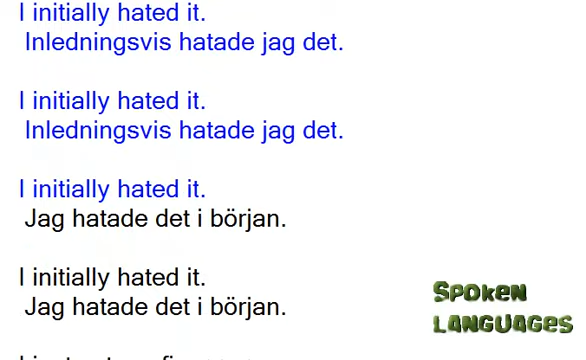 I initially hated it.
Inledningsvis hatade jag det.
I initially hated it.
Inledningsvis hatade jag det.
I initially hated it.
Jag hatade det i början.
I initially hated it.
Jag hatade det i början.
SPOKEN
LANGUAGES